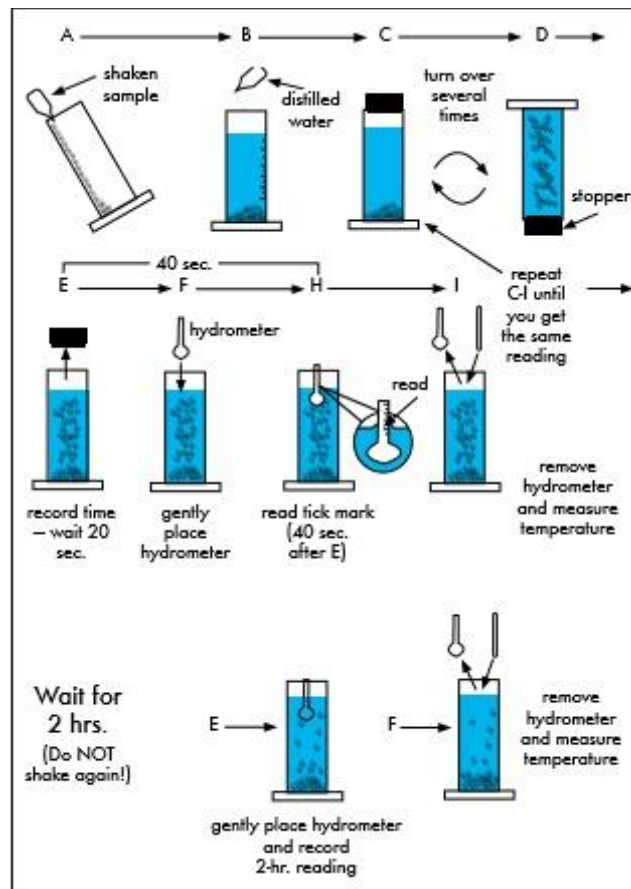 A B C D
shaken
sample
distilled
water
turn over
several
times
stopper
40 sec.
E F H I
repeat
C-I until
you get
the same
reading
hydrometer
read
record time
– wait 20
sec.
gently
place
hydrometer
read tick mark
(40 sec.
after E)
remove
hydrometer
and measure
temperature
Wait for
2 hrs.
(Do NOT
shake again!)
E F
gently place hydrometer
and record
2-hr. reading
remove
hydrometer
and measure
temperature